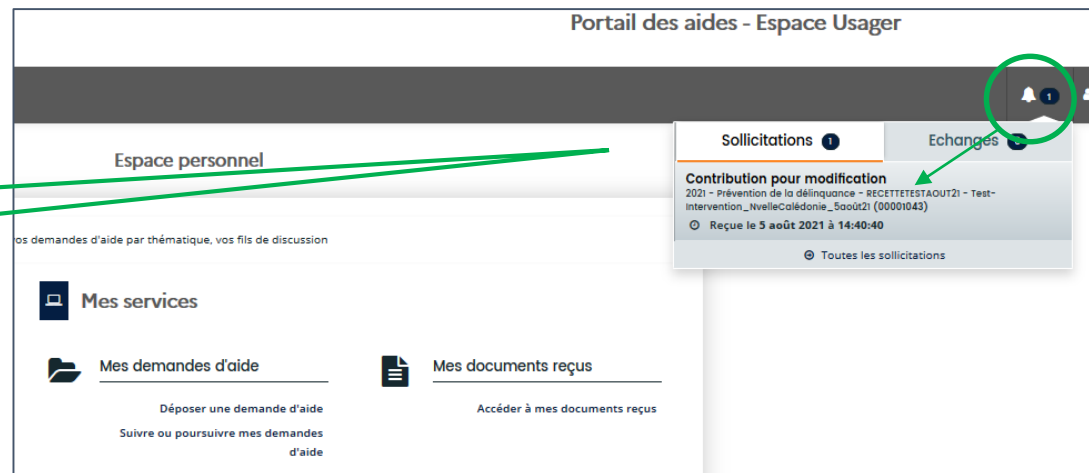 Portail des aides - Espace Usager
1
Sollicitations 1
Echanges
Espace personnel
Contribution pour modification
2021 - Prévention de la délinquance - RECETTETESTAOUT21 - Test-
Intervention_NvelleCalédonie_5août21 (00001043)
Reçue le 5 août 2021 à 14:40:40
Toutes les sollicitations
os demandes d'aide par thématique, vos fils de discussion
Mes services
Mes demandes d'aide
Mes documents reçus
Déposer une demande d'aide
Accéder à mes documents reçus
Suivre ou poursuivre mes demandes
d'aide